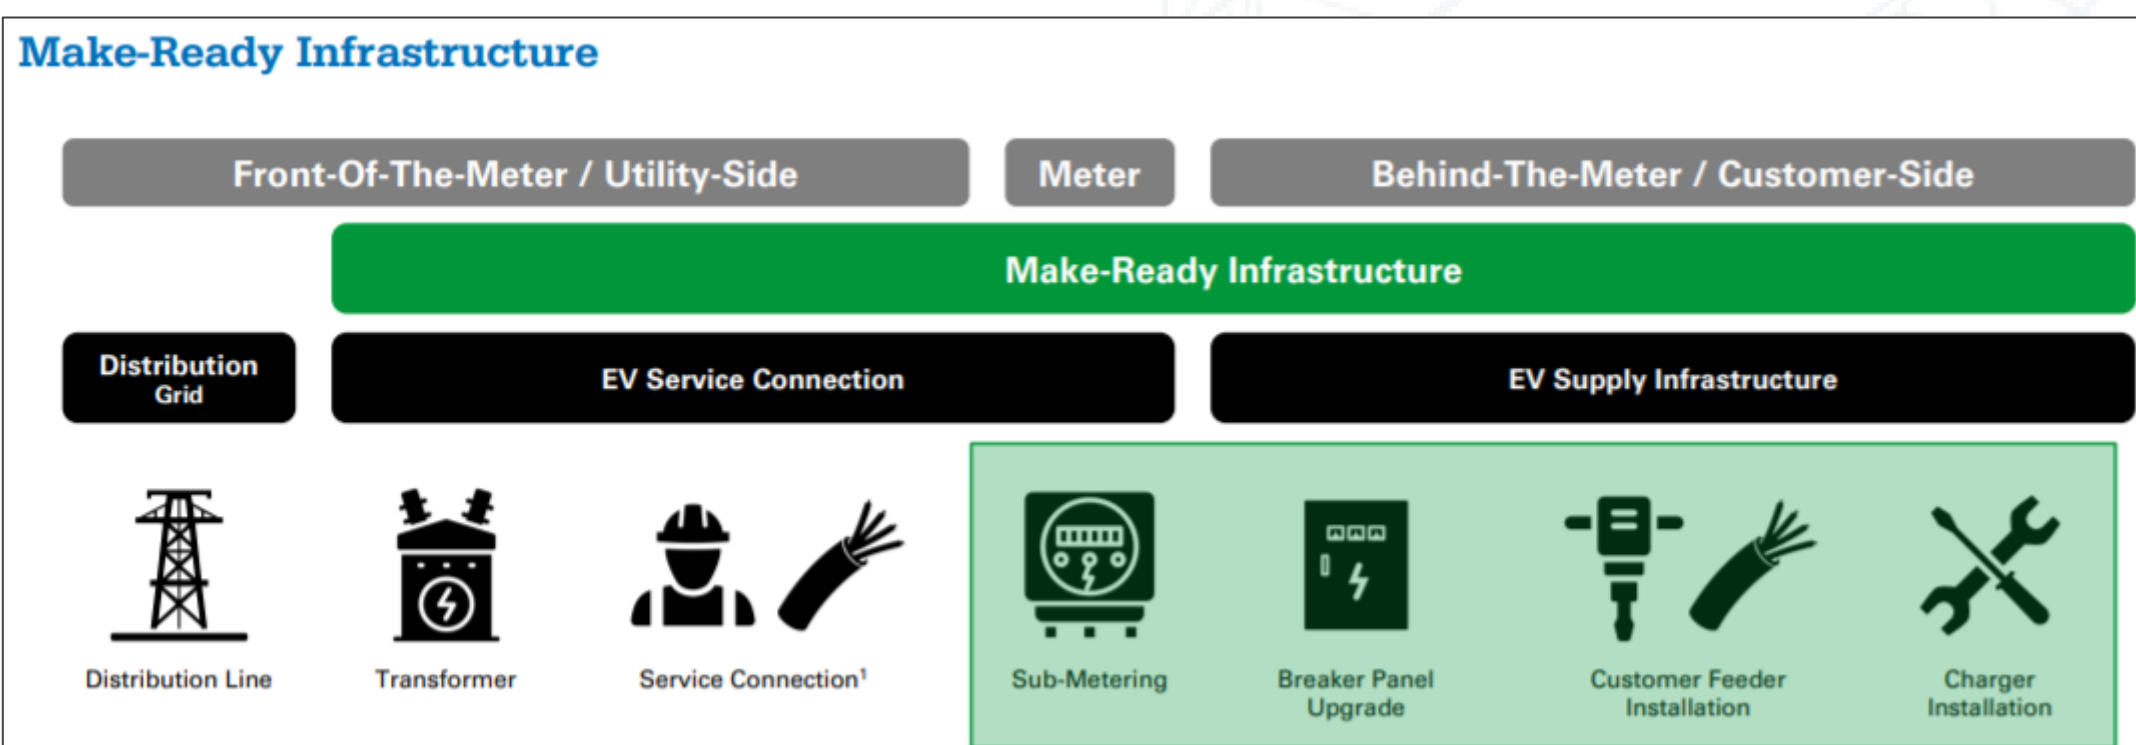 Make-Ready Infrastructure
Front-Of-The-Meter / Utility-Side
Meter
Behind-The-Meter / Customer-Side
Make-Ready Infrastructure
Distribution
Grid
EV Service Connection
EV Supply Infrastructure
Distribution Line
Transformer
Service Connection¹
Sub-Metering
Breaker Panel
Upgrade
Customer Feeder
Installation
Charger
Installation